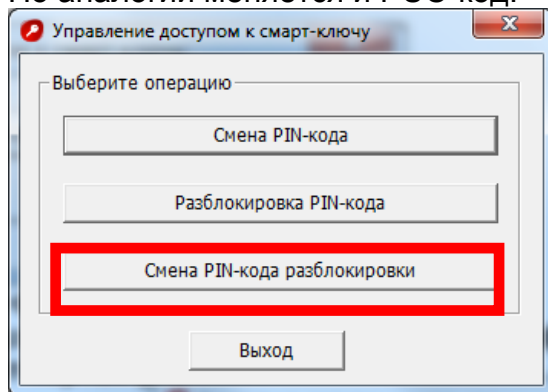 По аналогии меняется и PUC-код:
Управление доступом к смарт-ключу
Выберите операцию
Смена PIN-кода
Разблокировка PIN-кода
Смена PIN-кода разблокировки
Выход